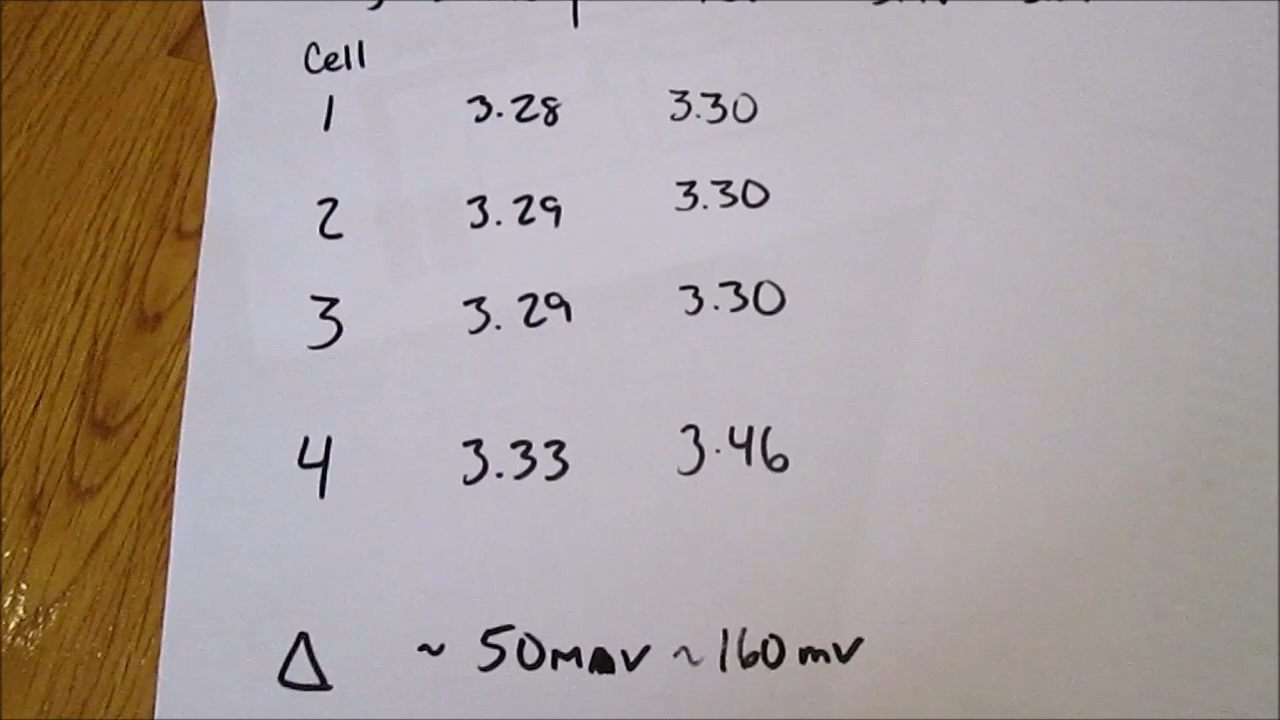 Cell
1 3.28 3.30
2 3.29 3.30
3 3.29 3.30
4 3.33 3.46
Δ ~ 50mv ~160mv